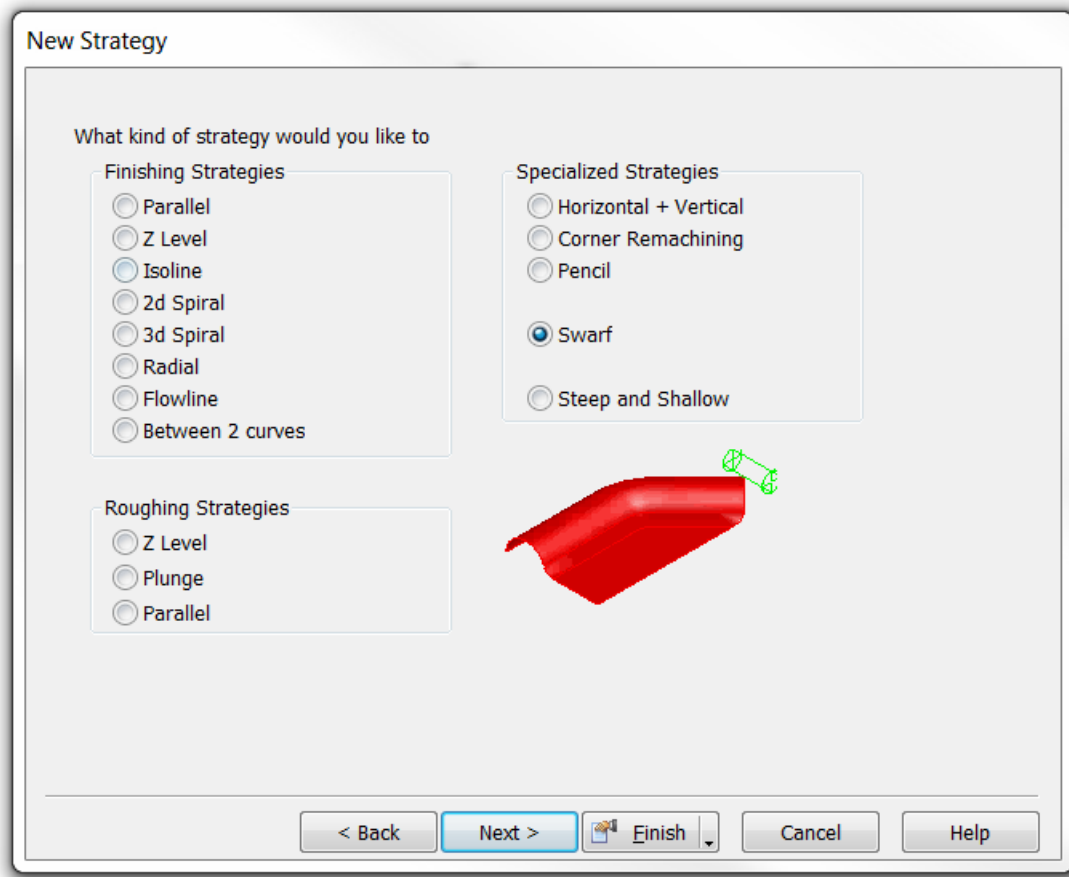 New Strategy
What kind of strategy would you like to
Finishing Strategies
Parallel
Z Level
Isoline
2d Spiral
3d Spiral
Radial
Flowline
Between 2 curves
Specialized Strategies
Horizontal + Vertical
Corner Remachining
Pencil
Swarf
Steep and Shallow
Roughing Strategies
Z Level
Plunge
Parallel
< Back Next > Finish Cancel Help